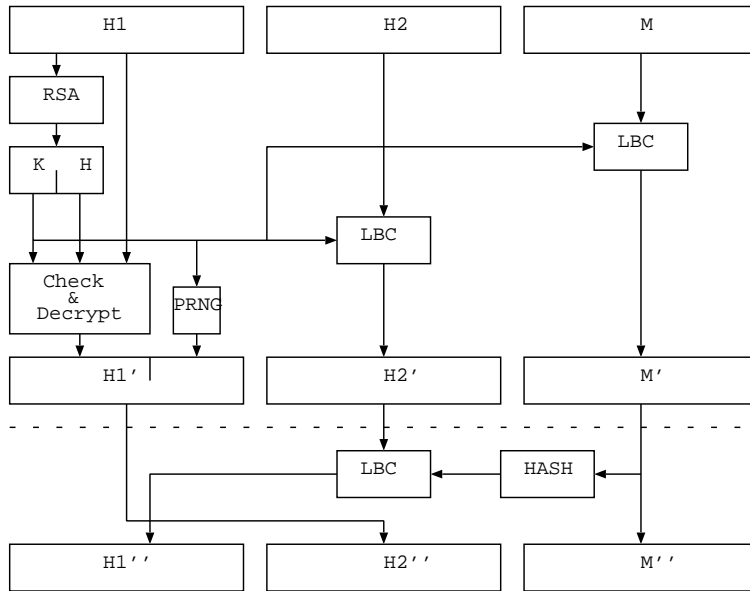 H1 H2 M
RSA
LBC
K H
LBC
Check
&
Decrypt
PRNG
H1' H2' M'
LBC HASH
H1'' H2'' M''